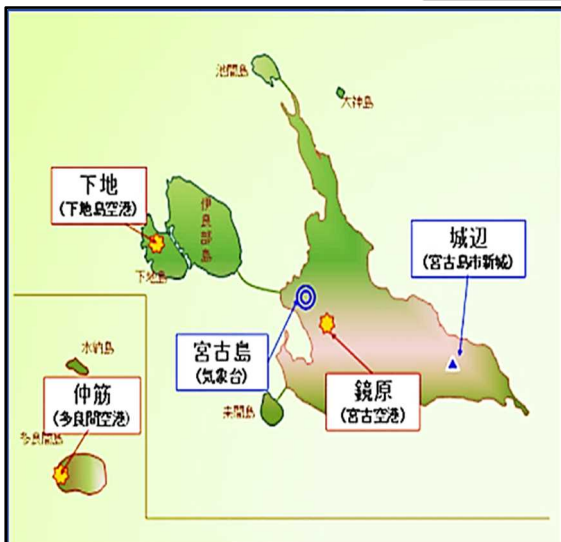 池間島
大神島
下地
(下地島空港)
伊良部島
下地島
城辺
(宮古島市新城)
宮古島
(気象台)
鏡原
(宮古空港)
来間島
水納島
仲筋
(多良間空港)
多良間島